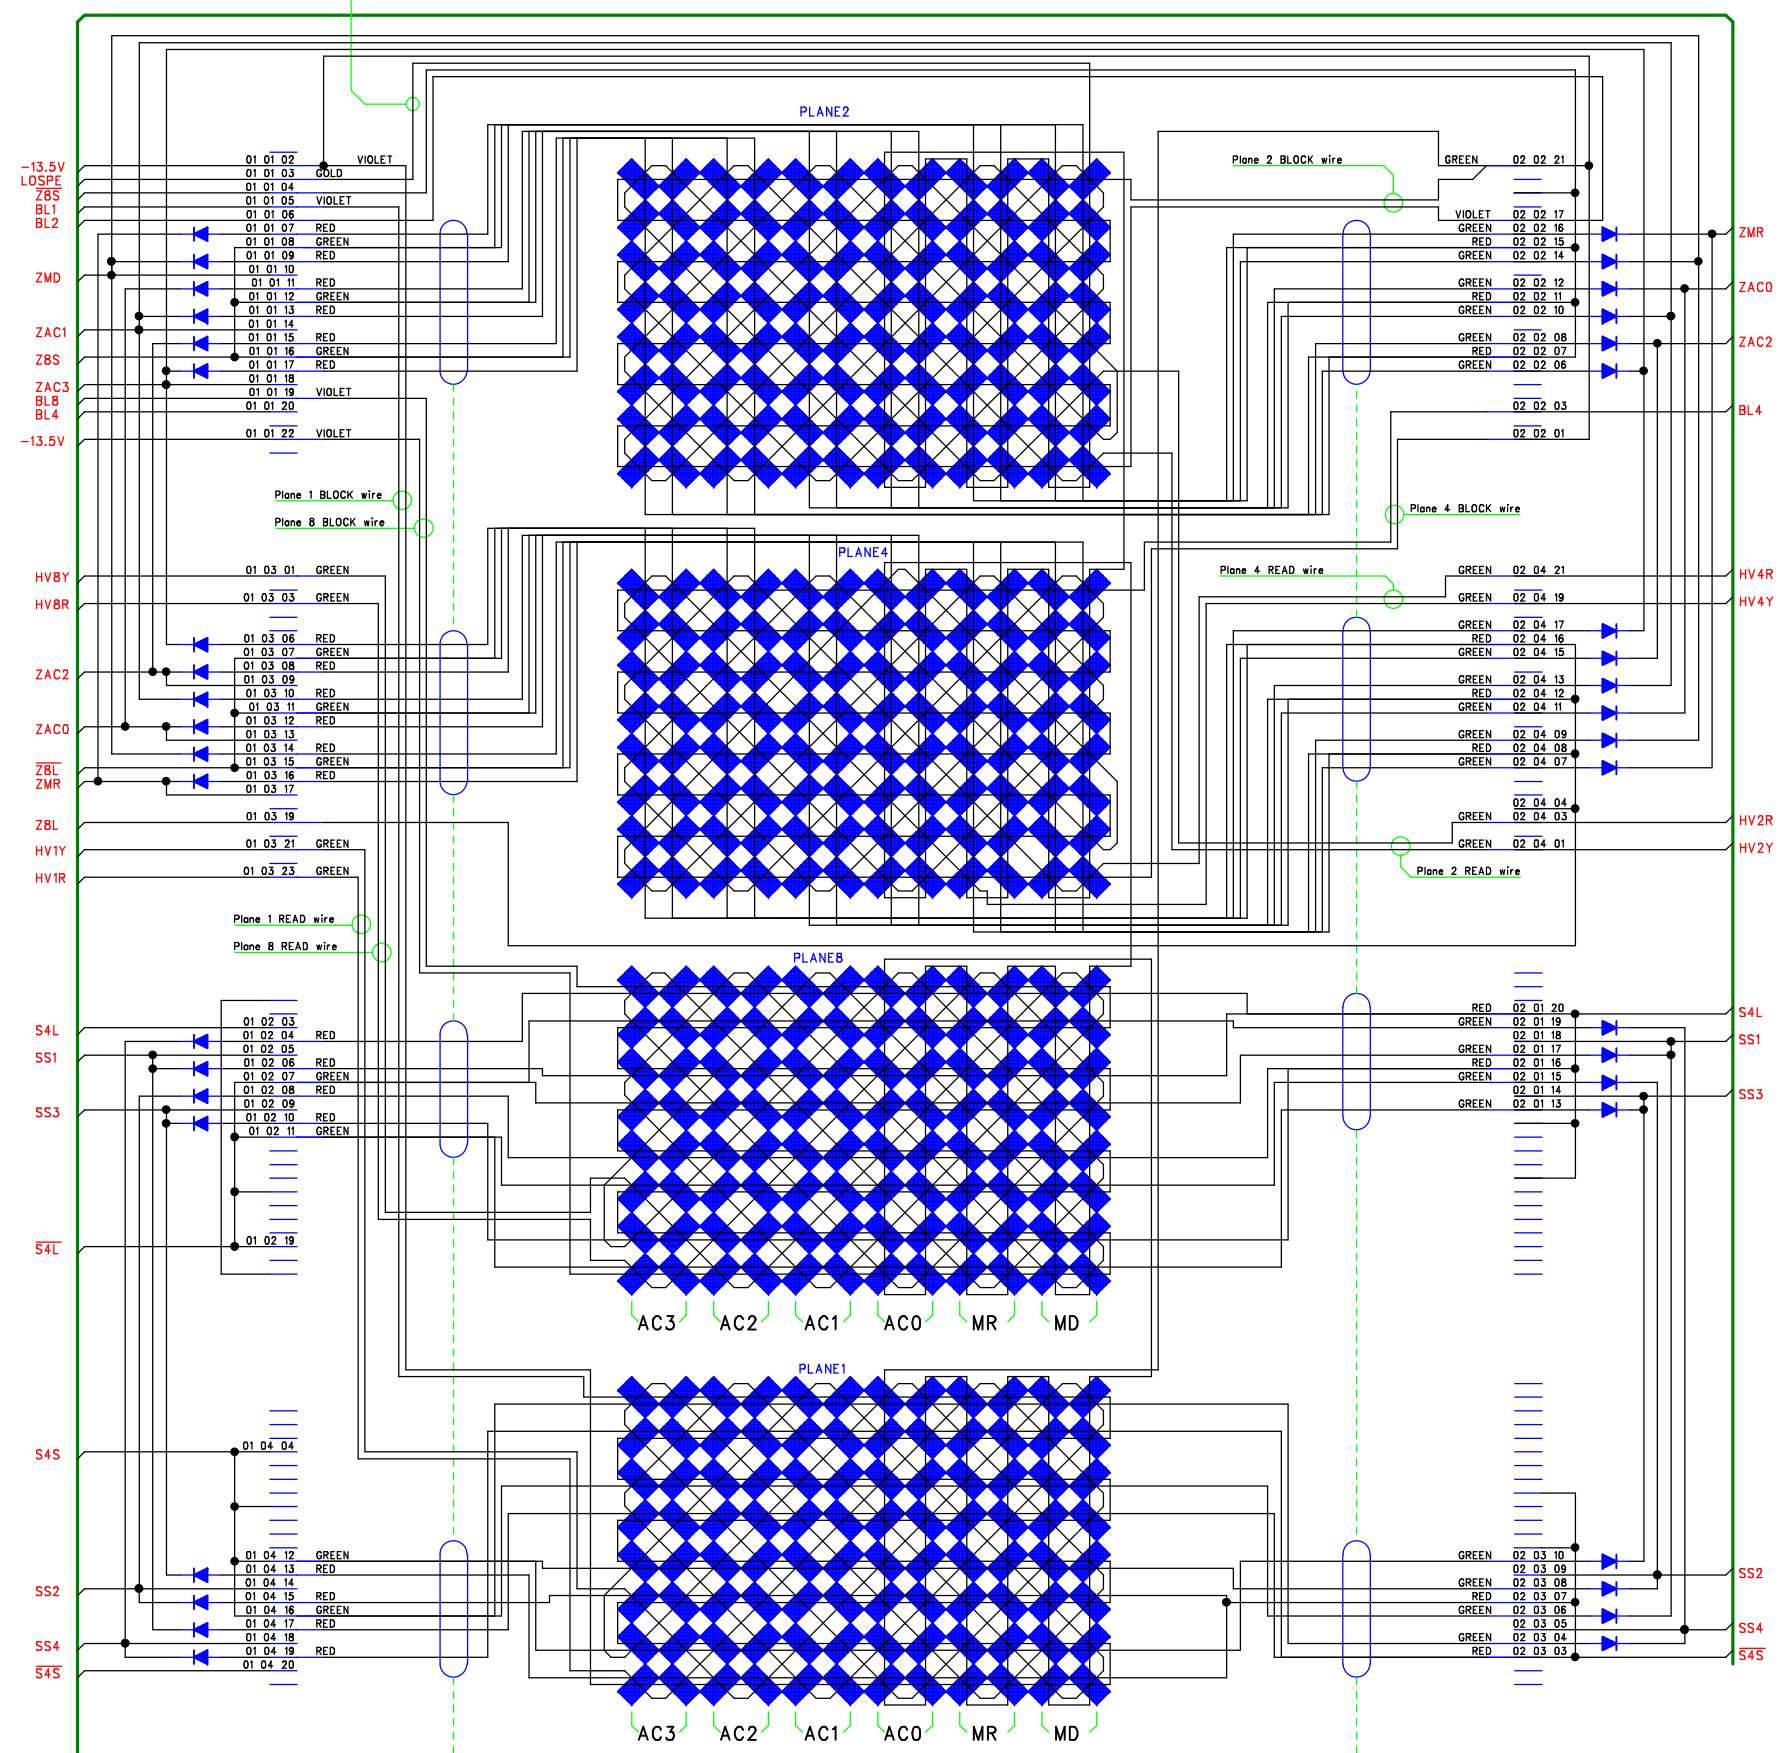 PLANE2
-13.5V 01 01 02 VIOLET
LOSPE 01 01 03 GOLD
Z8S 01 01 04
BL1 01 01 05 VIOLET
BL2 01 01 06
01 01 07 RED
01 01 08 GREEN
01 01 09 RED
ZMD 01 01 10
01 01 11 RED
01 01 12 GREEN
01 01 13 RED
ZAC1 01 01 14
01 01 15 RED
Z8S 01 01 16 GREEN
01 01 17 RED
ZAC3 01 01 18
BL8 01 01 19 VIOLET
BL4 01 01 20
-13.5V 01 01 22 VIOLET
Plane 2 BLOCK wire
GREEN 02 02 21
VIOLET 02 02 17
GREEN 02 02 16 ZMR
RED 02 02 15
GREEN 02 02 14
GREEN 02 02 12 ZAC0
RED 02 02 11
GREEN 02 02 10
GREEN 02 02 08 ZAC2
RED 02 02 07
GREEN 02 02 06
02 02 03 BL4
02 02 01
Plane 1 BLOCK wire
Plane 8 BLOCK wire
Plane 4 BLOCK wire
PLANE4
HV8Y 01 03 01 GREEN
HV8R 01 03 03 GREEN
01 03 06 RED
01 03 07 GREEN
ZAC2 01 03 08 RED
01 03 09
01 03 10 RED
01 03 11 GREEN
ZAC0 01 03 12 RED
01 03 13
01 03 14 RED
Z8L 01 03 15 GREEN
ZMR 01 03 16 RED
01 03 17
Z8L 01 03 19
HV1Y 01 03 21 GREEN
HV1R 01 03 23 GREEN
Plane 4 READ wire
GREEN 02 04 21 HV4R
GREEN 02 04 19 HV4Y
GREEN 02 04 17
RED 02 04 16
GREEN 02 04 15
GREEN 02 04 13
RED 02 04 12
GREEN 02 04 11
GREEN 02 04 09
RED 02 04 08
GREEN 02 04 07
02 04 04
GREEN 02 04 03 HV2R
GREEN 02 04 01 HV2Y
Plane 2 READ wire
Plane 1 READ wire
Plane 8 READ wire
PLANE8
S4L 01 02 03
01 02 04 RED
SS1 01 02 05
01 02 06 RED
01 02 07 GREEN
01 02 08 RED
SS3 01 02 09
01 02 10 RED
01 02 11 GREEN
S4L 01 02 19
RED 02 01 20 S4L
GREEN 02 01 19
02 01 18 SS1
GREEN 02 01 17
RED 02 01 16
GREEN 02 01 15
02 01 14 SS3
GREEN 02 01 13
AC3 AC2 AC1 AC0 MR MD
PLANE1
S4S 01 04 04
01 04 12 GREEN
01 04 13 RED
SS2 01 04 14
01 04 15 RED
01 04 16 GREEN
01 04 17 RED
SS4 01 04 18
01 04 19 RED
S4S 01 04 20
GREEN 02 03 10
02 03 09 SS2
GREEN 02 03 08
RED 02 03 07
GREEN 02 03 06
02 03 05 SS4
GREEN 02 03 04
RED 02 03 03 S4S
AC3 AC2 AC1 AC0 MR MD